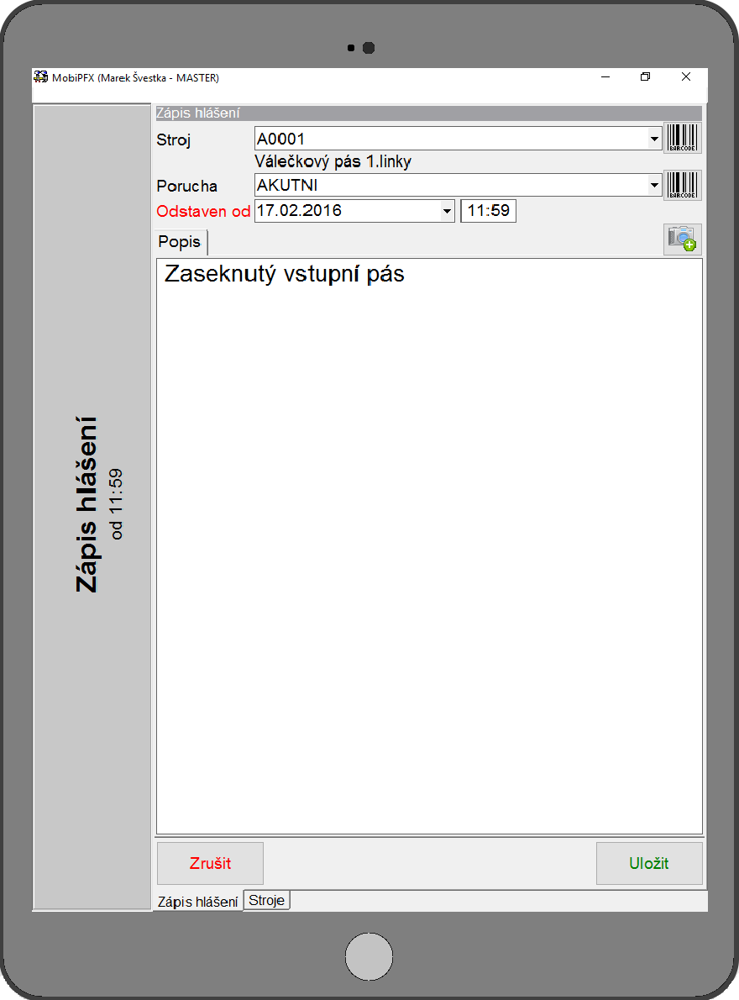 MobiPFX (Marek Švestka - MASTER)
Zápis hlášení
Stroj A0001 BARCODE
Válečkový pás 1.linky
Porucha AKUTNI BARCODE
Odstaven od 17.02.2016 11:59
Popis
Zaseknutý vstupní pás
Zápis hlášení
od 11:59
Zrušit Uložit
Zápis hlášení Stroje